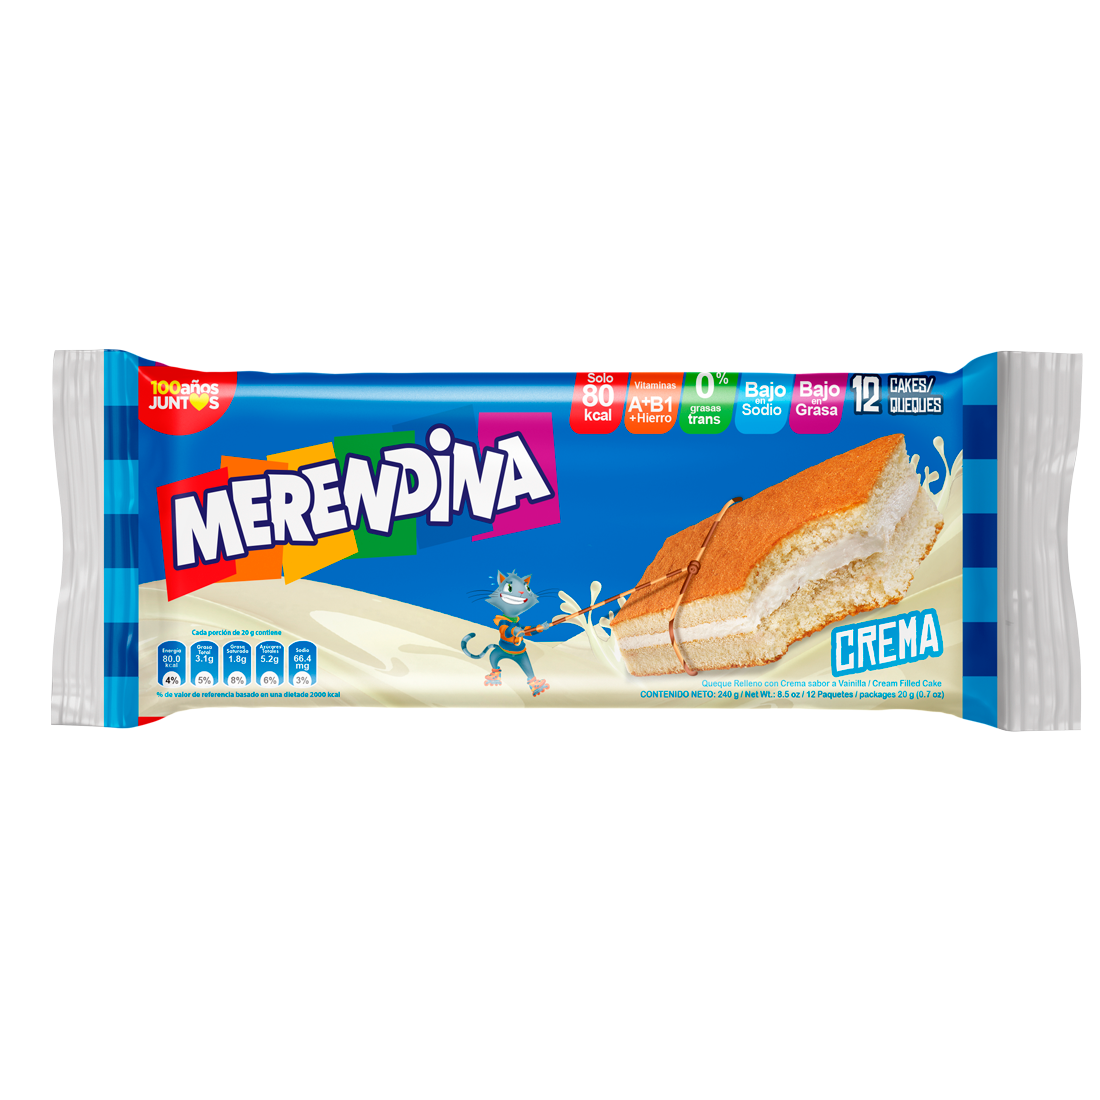 100años
JUNTOS
Solo
80
kcal
Vitaminas
A+B1
+Hierro
0%
grasas
trans
Bajo
en
Sodio
Bajo
en
Grasa
12
CAKES/
QUEQUES
MERENDINA
Cada porción de 20 g contiene
Energía
80.0
kcal
4%
Grasa
Total
3.1g
5%
Grasa
Saturada
1.8g
8%
Azúcares
Totales
5.2g
6%
Sodio
66.4
mg
3%
% de valor de referencia basado en una dietade 2000 kcal
CREMA
Queque Relleno con Crema sabor a Vainilla / Cream Filled Cake
CONTENIDO NETO: 240 g / Net Wt.: 8.5 oz / 12 Paquetes / packages 20 g (0.7 oz)